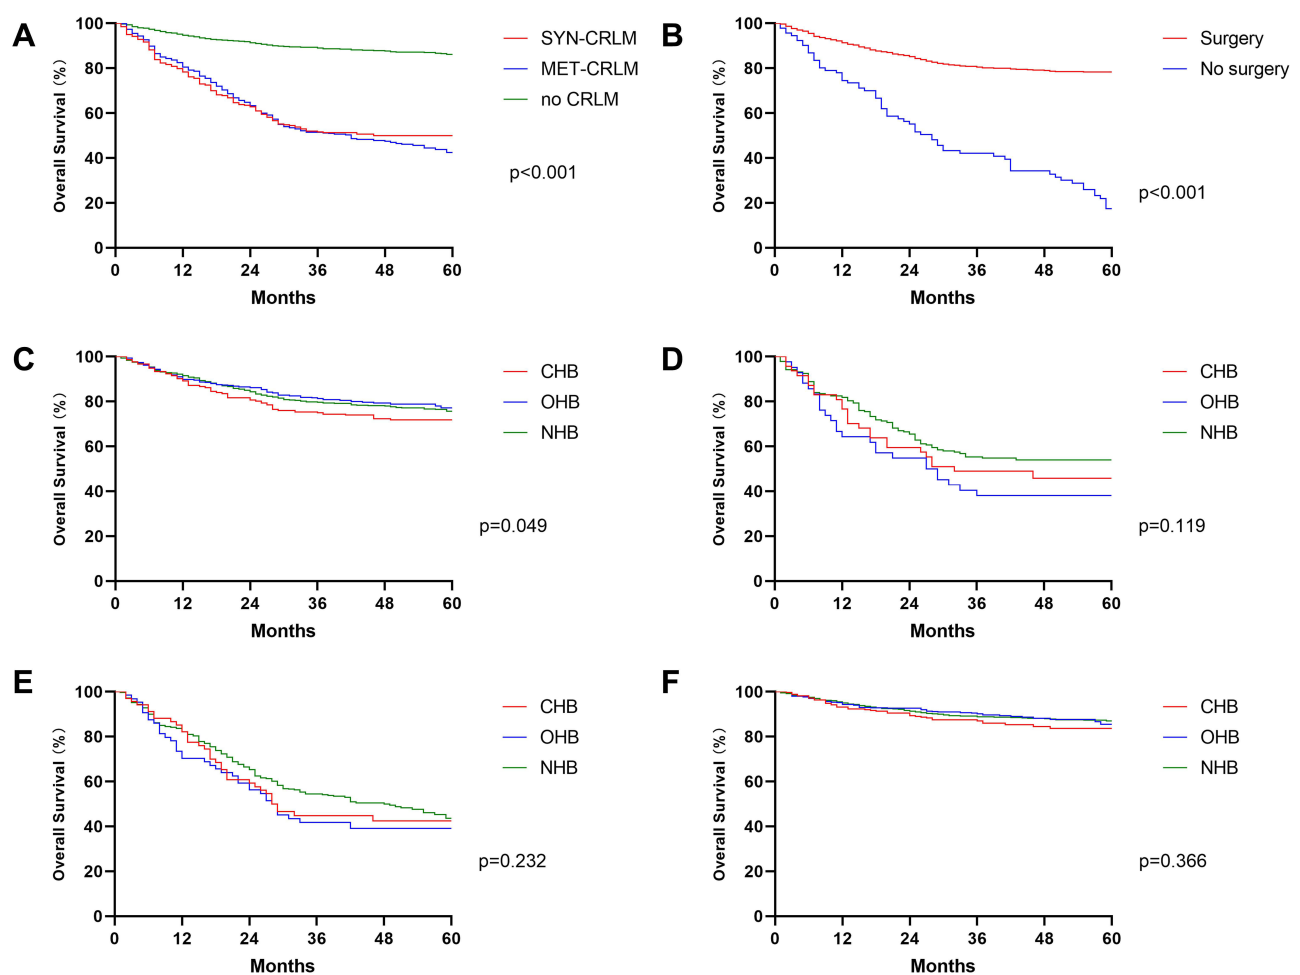 A
Overall Survival (%)
100
80
60
40
20
0
0 12 24 36 48 60
Months
SYN-CRLM
MET-CRLM
no CRLM
p<0.001
B
Overall Survival (%)
100
80
60
40
20
0
0 12 24 36 48 60
Months
Surgery
No surgery
p<0.001
C
Overall Survival (%)
100
80
60
40
20
0
0 12 24 36 48 60
Months
CHB
OHB
NHB
p=0.049
D
Overall Survival (%)
100
80
60
40
20
0
0 12 24 36 48 60
Months
CHB
OHB
NHB
p=0.119
E
Overall Survival (%)
100
80
60
40
20
0
0 12 24 36 48 60
Months
CHB
OHB
NHB
p=0.232
F
Overall Survival (%)
100
80
60
40
20
0
0 12 24 36 48 60
Months
CHB
OHB
NHB
p=0.366